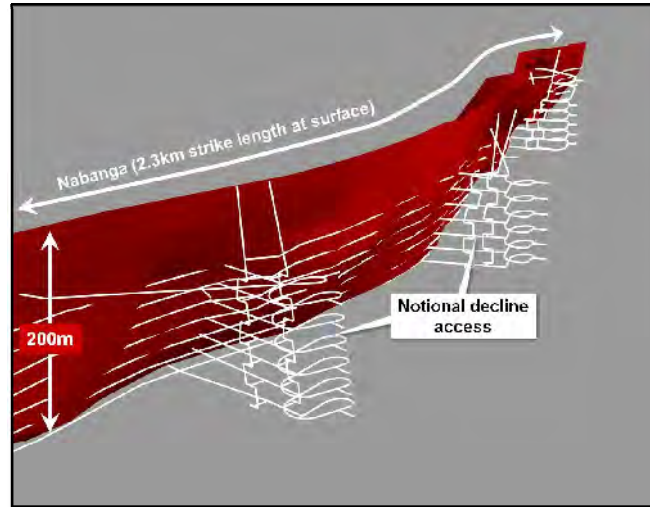 Nabanga (2.3km strike length at surface)
200m
Notional decline
access